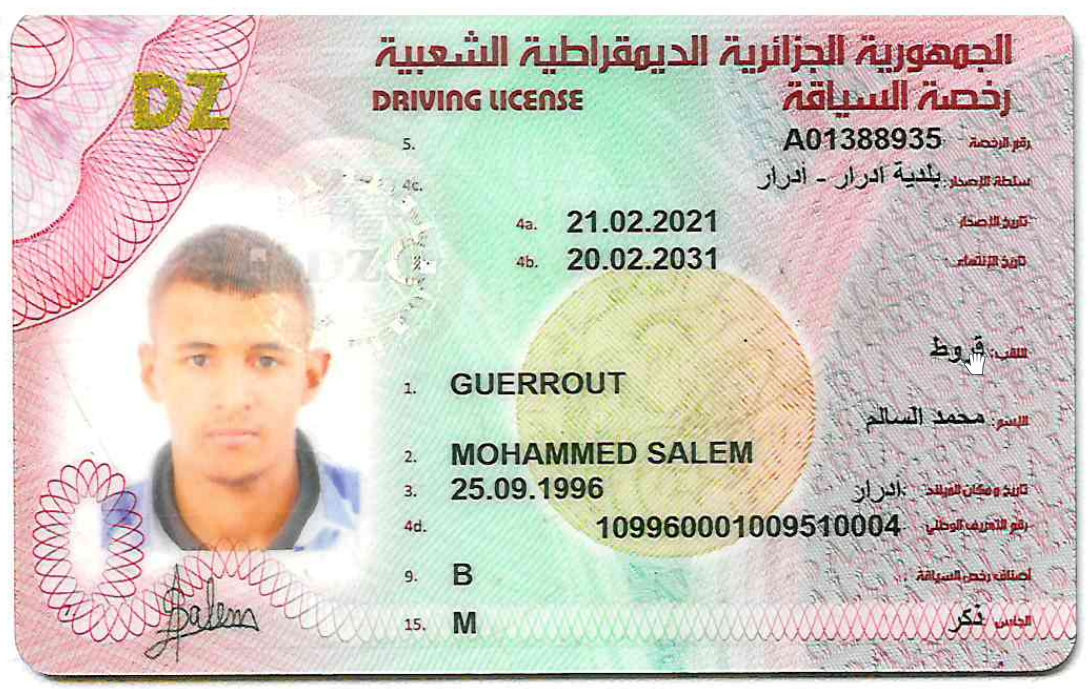 الجمهورية الجزائرية الديمقراطية الشعبية
DRIVING LICENSE رخصة السياقة
DZ
5. A01388935 رقم الرخصة
4c. سلطة الإصدار: بلدية ادرار - ادرار
4a. 21.02.2021 تاريخ الإصدار
4b. 20.02.2031 تاريخ الإنتهاء
اللقب: قروط
1. GUERROUT
الإسم: محمد السالم
2. MOHAMMED SALEM
3. 25.09.1996 تاريخ و مكان الميلاد: ادرار
4d. 109960001009510004 رقم التعريف الوطني
9. B أصناف رخص السياقة:
15. M الجنس: ذكر
Salem